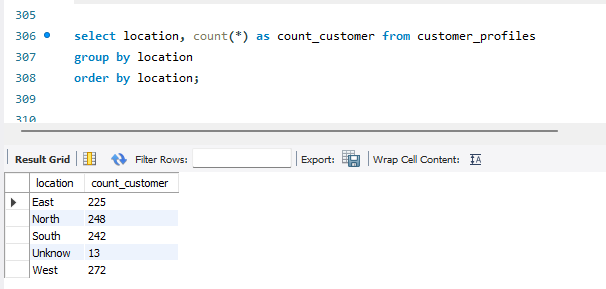 305
306 select location, count(*) as count_customer from customer_profiles
307 group by location
308 order by location;
309
310
Result Grid Filter Rows: Export: Wrap Cell Content:
location count_customer
East 225
North 248
South 242
Unknow 13
West 272